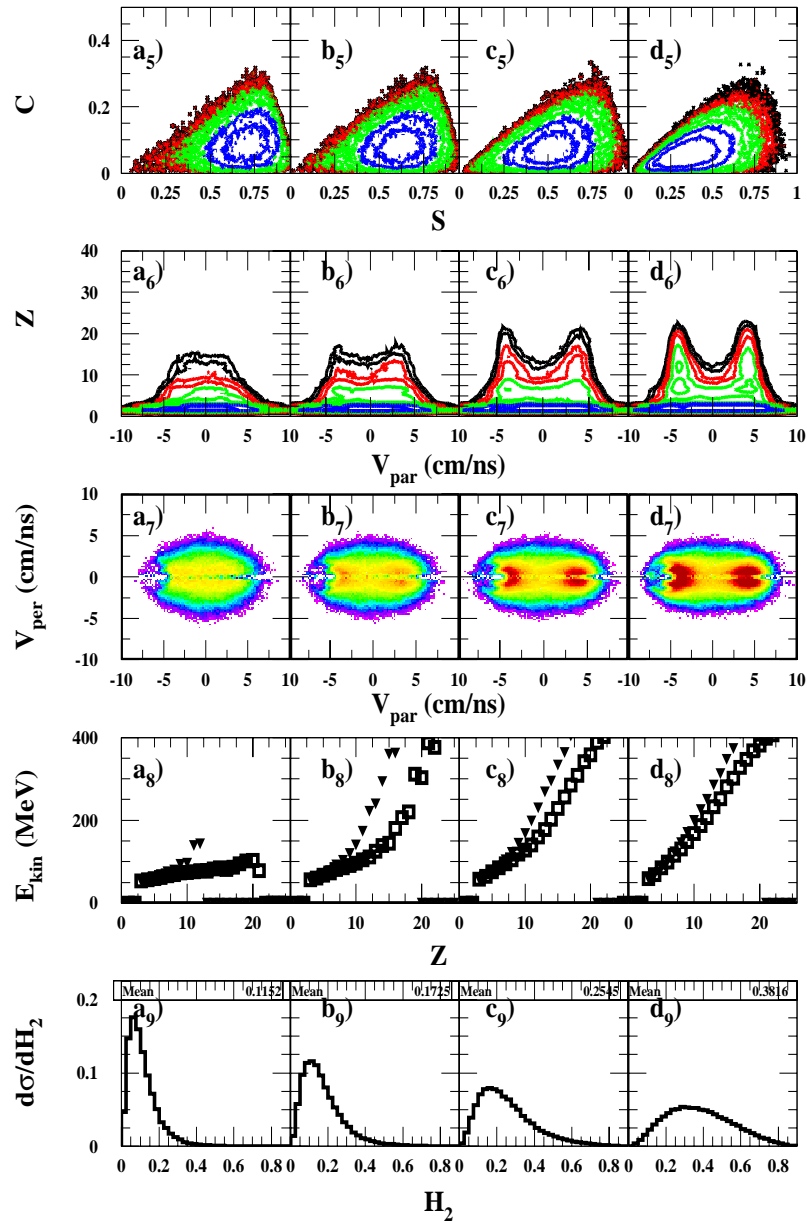 a5) b5) c5) d5)
0.4
0.2
0
C
0 0.25 0.5 0.75 0 0.25 0.5 0.75 0 0.25 0.5 0.75 0 0.25 0.5 0.75 1
S
40
30
20
10
0
a6) b6) c6) d6)
Z
-10 -5 0 5 -10 -5 0 5 -10 -5 0 5 -10 -5 0 5 10
Vpar (cm/ns)
10
5
0
-5
-10
a7) b7) c7) d7)
Vper (cm/ns)
-10 -5 0 5 10 -5 0 5 10 -5 0 5 10 -5 0 5 10
Vpar (cm/ns)
400
200
0
a8) b8) c8) d8)
Ekin (MeV)
0 10 20 0 10 20 0 10 20 0 10 20
Z
Mean 0.1152 Mean 0.1725 Mean 0.2545 Mean 0.3816
a9) b9) c9) d9)
0.2
0.1
0
dσ/dH2
0 0.2 0.4 0.6 0.8 0 0.2 0.4 0.6 0.8 0 0.2 0.4 0.6 0.8 0 0.2 0.4 0.6 0.8
H2